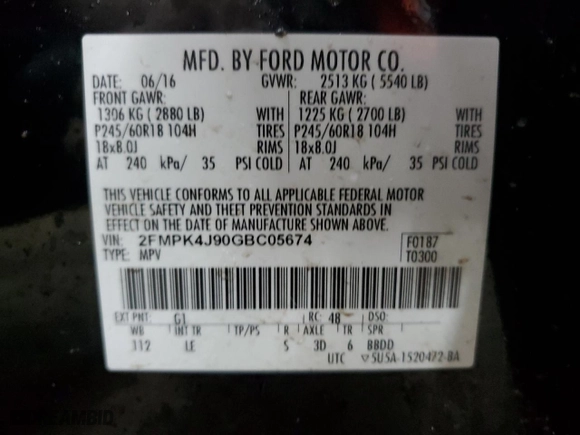 MFD. BY FORD MOTOR CO.
DATE: 06/16 GVWR: 2513 KG ( 5540 LB)
FRONT GAWR: REAR GAWR:
1306 KG ( 2880 LB) WITH 1225 KG ( 2700 LB) WITH
P245/60R18 104H TIRES P245/60R18 104H TIRES
18x8.0J RIMS 18x8.0J RIMS
AT 240 kPa/ 35 PSI COLD AT 240 kPa/ 35 PSI COLD
THIS VEHICLE CONFORMS TO ALL APPLICABLE FEDERAL MOTOR
VEHICLE SAFETY AND THEFT PREVENTION STANDARDS IN
EFFECT ON THE DATE OF MANUFACTURE SHOWN ABOVE.
VIN: 2FMPK4J90GBC05674 F0187
TYPE: MPV T0300
EXT PNT: G1 RC: 48 DSO:
WB INT TR TP/PS R AXLE TR SPR
112 LE S 3D 6 BBDD
UTC 5U5A-1520472-BA